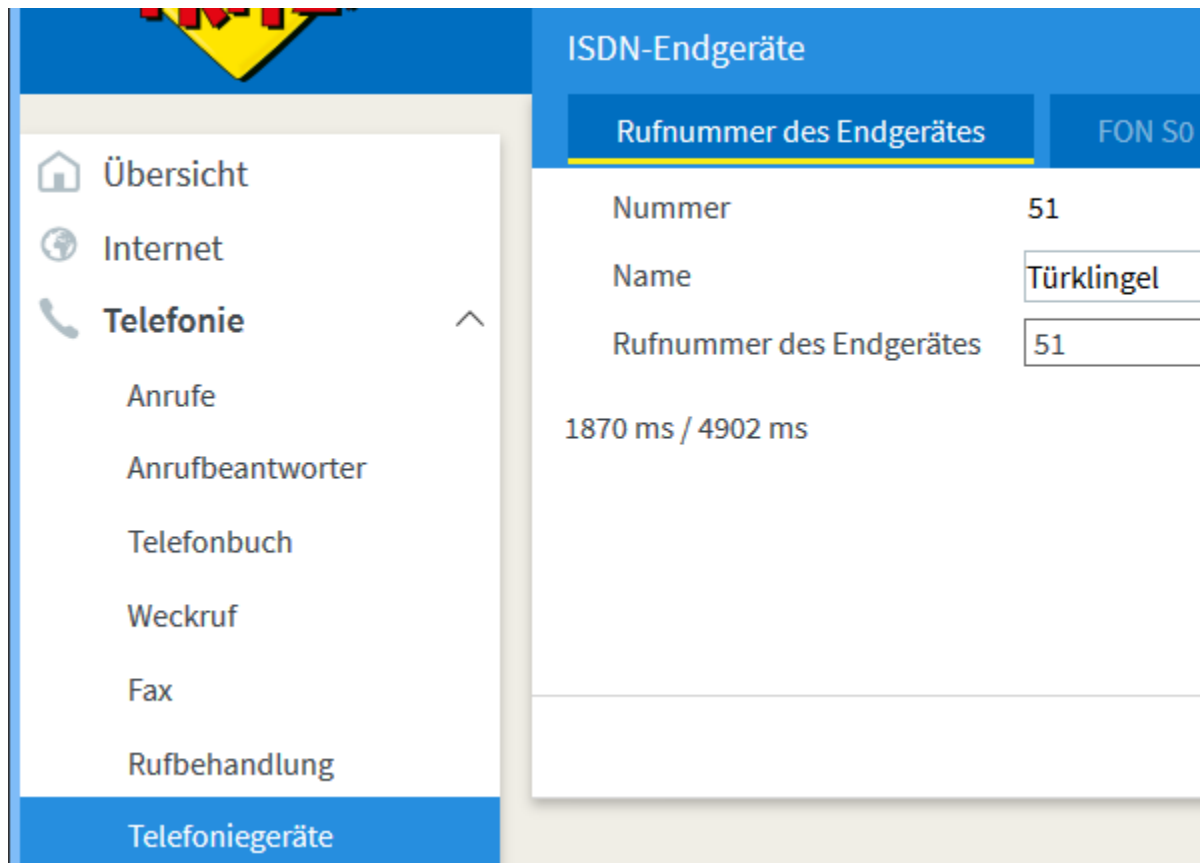 ISDN-Endgeräte
Rufnummer des Endgerätes
FON S0
Übersicht
Internet
Telefonie
Anrufe
Anrufbeantworter
Telefonbuch
Weckruf
Fax
Rufbehandlung
Telefoniegeräte
Nummer 51
Name Türklingel
Rufnummer des Endgerätes 51
1870 ms / 4902 ms